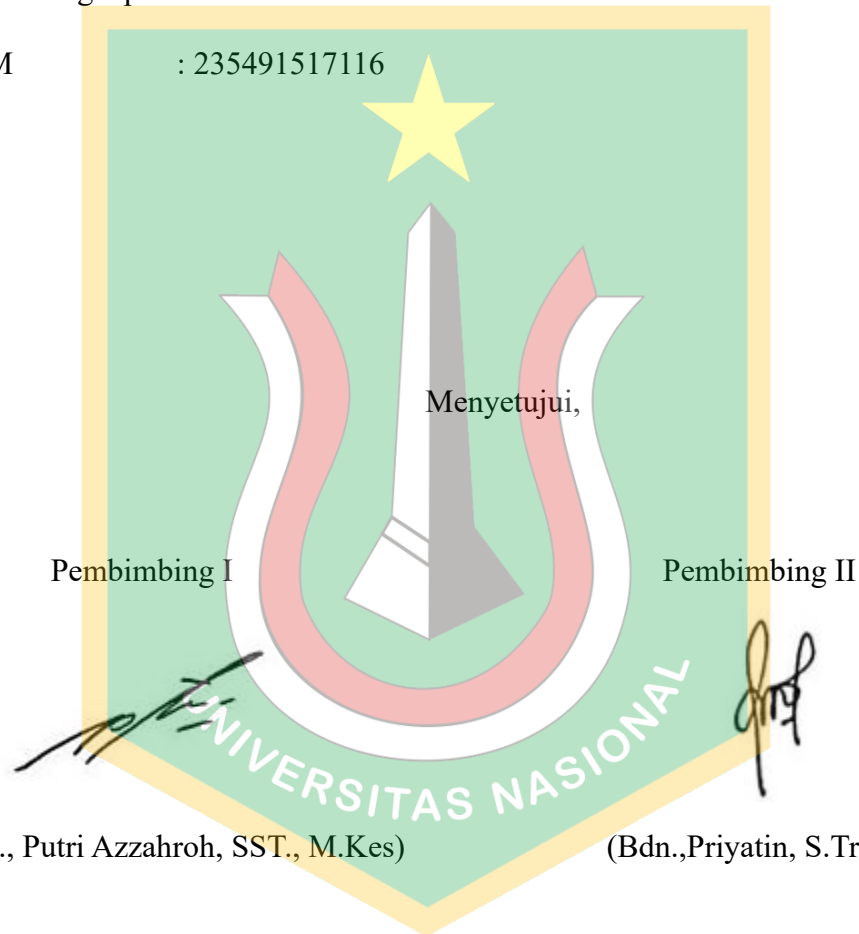 M : 235491517116
Menyetujui,
Pembimbing I Pembimbing II
UNIVERSITAS NASIONAL
., Putri Azzahroh, SST., M.Kes) (Bdn.,Priyatin, S.Tr